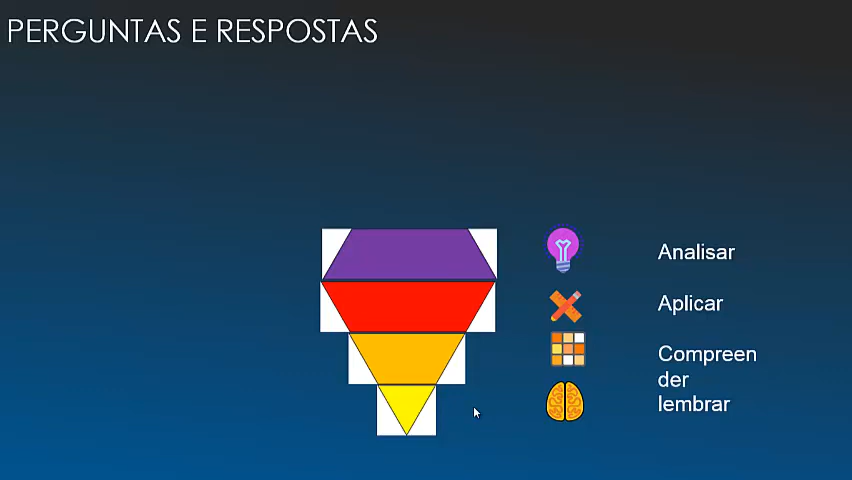 PERGUNTAS E RESPOSTAS
Analisar
Aplicar
Compreen
der
lembrar